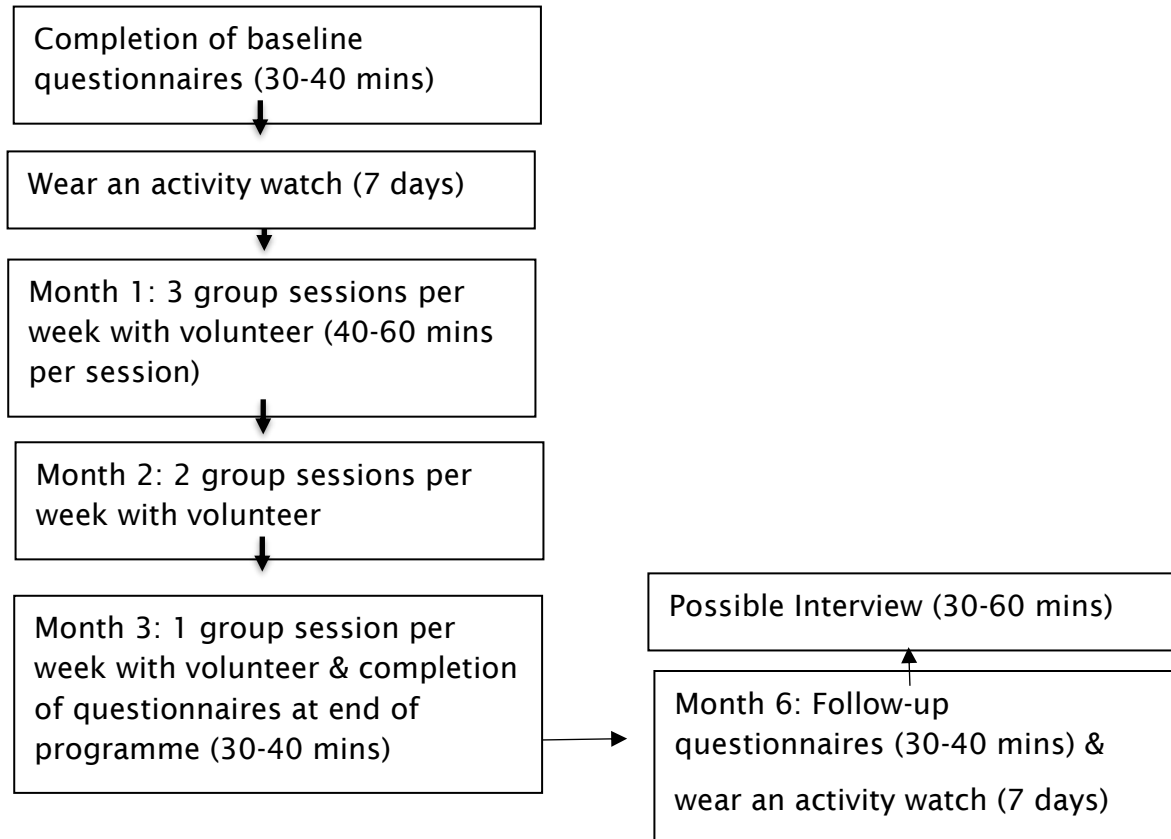 Completion of baseline
questionnaires (30-40 mins)
Wear an activity watch (7 days)
Month 1: 3 group sessions per
week with volunteer (40-60 mins
per session)
Month 2: 2 group sessions per
week with volunteer
Month 3: 1 group session per
week with volunteer & completion
of questionnaires at end of
programme (30-40 mins)
Month 6: Follow-up
questionnaires (30-40 mins) &
wear an activity watch (7 days)
Possible Interview (30-60 mins)